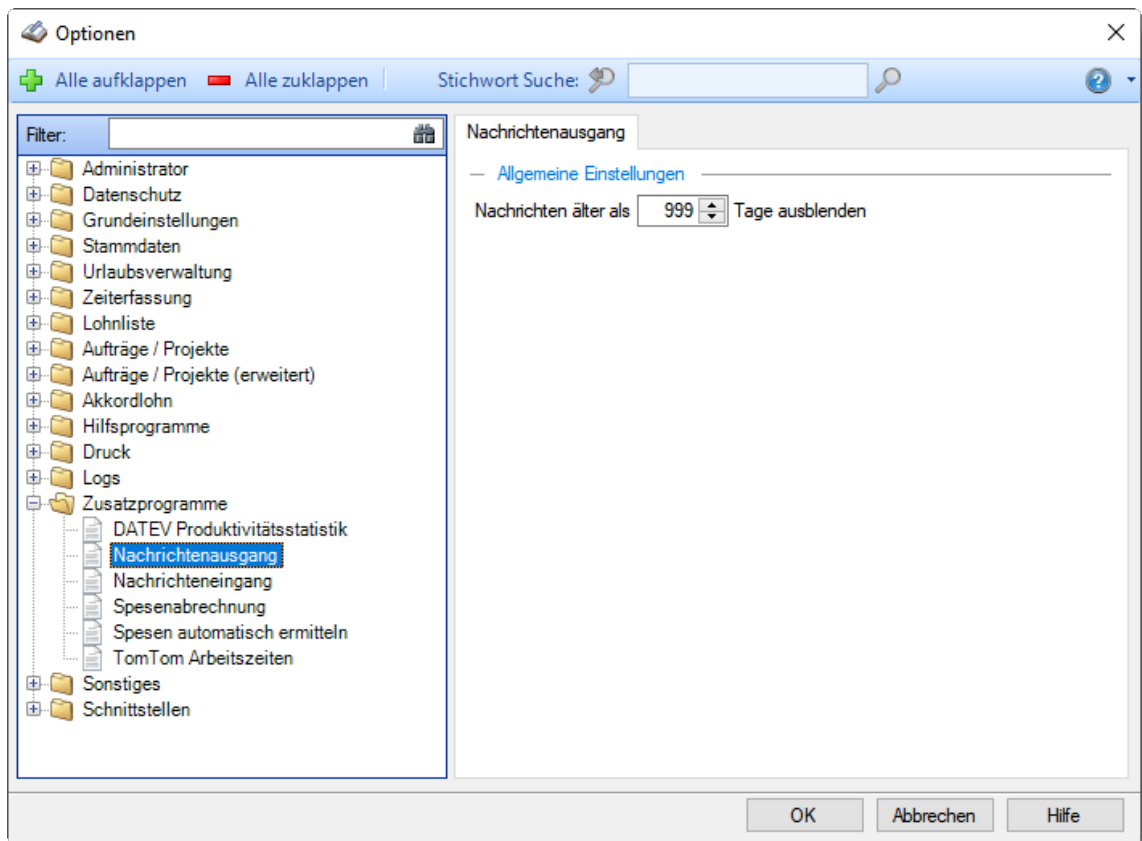 Optionen
Alle aufklappen Alle zuklappen Stichwort Suche:
Filter:
Administrator
Datenschutz
Grundeinstellungen
Stammdaten
Urlaubsverwaltung
Zeiterfassung
Lohnliste
Aufträge / Projekte
Aufträge / Projekte (erweitert)
Akkordlohn
Hilfsprogramme
Druck
Logs
Zusatzprogramme
DATEV Produktivitätsstatistik
Nachrichtenausgang
Nachrichteneingang
Spesenabrechnung
Spesen automatisch ermitteln
TomTom Arbeitszeiten
Sonstiges
Schnittstellen
Nachrichtenausgang
Allgemeine Einstellungen
Nachrichten älter als 999 Tage ausblenden
OK Abbrechen Hilfe